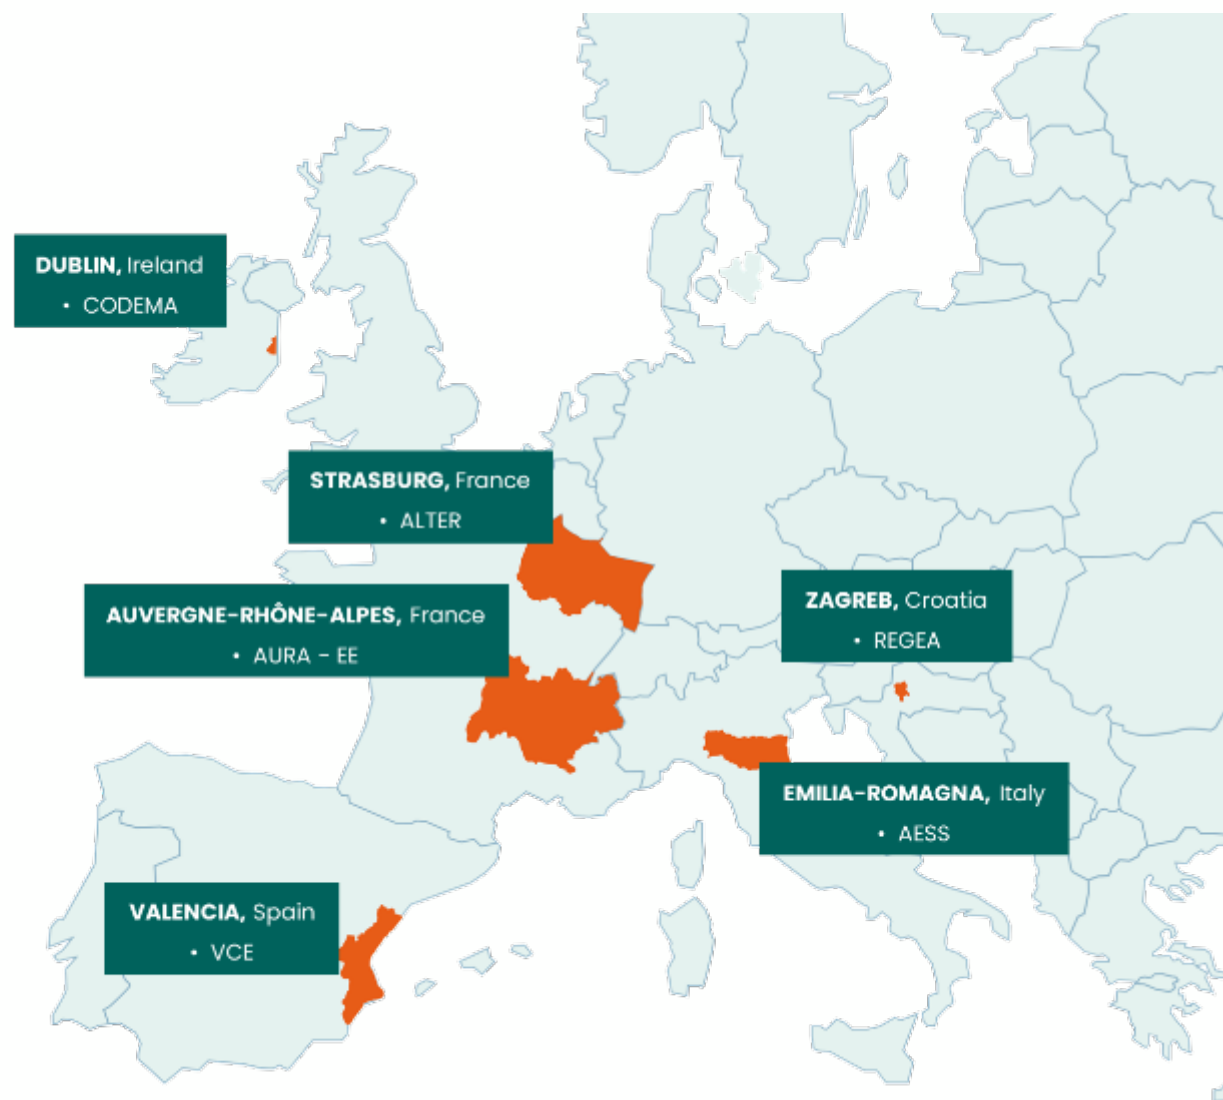 DUBLIN, Ireland
• CODEMA
STRASBURG, France
• ALTER
AUVERGNE-RHÔNE-ALPES, France
• AURA - EE
ZAGREB, Croatia
• REGEA
EMILIA-ROMAGNA, Italy
• AESS
VALENCIA, Spain
• VCE